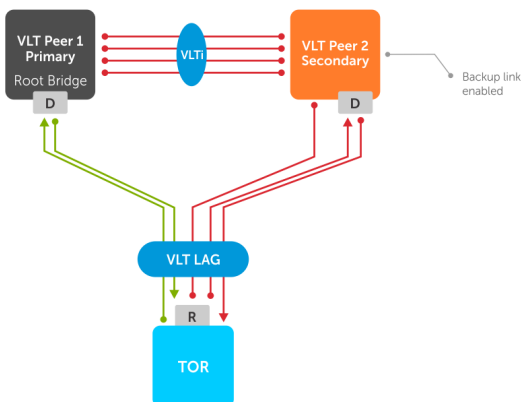 VLT Peer 1
Primary
Root Bridge
D
VLTi
VLT Peer 2
Secondary
D
Backup link
enabled
VLT LAG
R
TOR